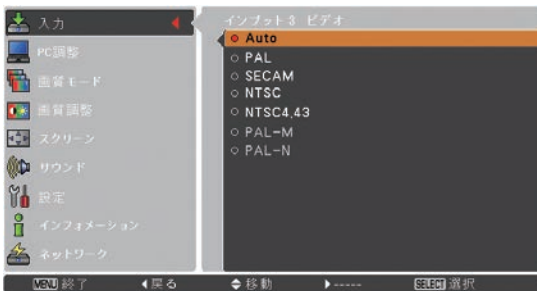 入力
PC調整
画質モード
画質調整
スクリーン
サウンド
設定
インフォメーション
ネットワーク
インプット3 ビデオ
Auto
PAL
SECAM
NTSC
NTSC4,43
PAL-M
PAL-N
MENU 終了 戻る 移動 ----- SELECT 選択